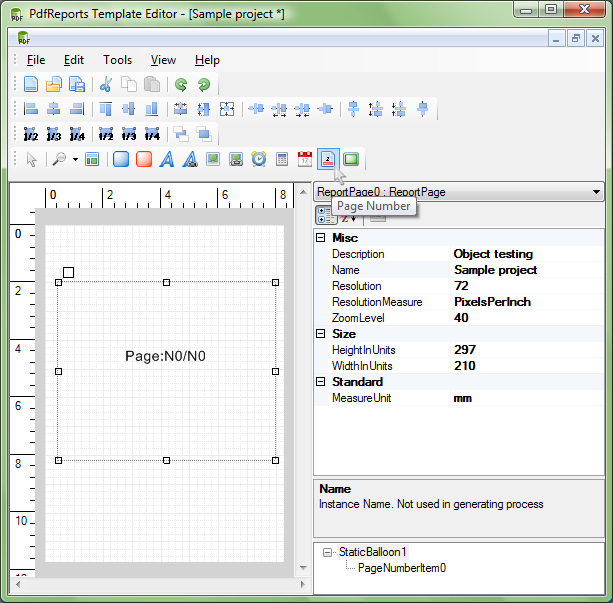 PdfReports Template Editor - [Sample project *]
PDF
File Edit Tools View Help
1/2 1/3 1/4 1/2 1/3 1/4
A A 12 2
0 2 4 6 8
ReportPage0 : ReportPage
Page Number
Misc
Description Object testing
Name Sample project
Resolution 72
ResolutionMeasure PixelsPerInch
ZoomLevel 40
Size
HeightInUnits 297
WidthInUnits 210
Standard
MeasureUnit mm
0
2
4
6
8
10
Page:N0/N0
Name
Instance Name. Not used in generating process
StaticBalloon1
PageNumberItem0